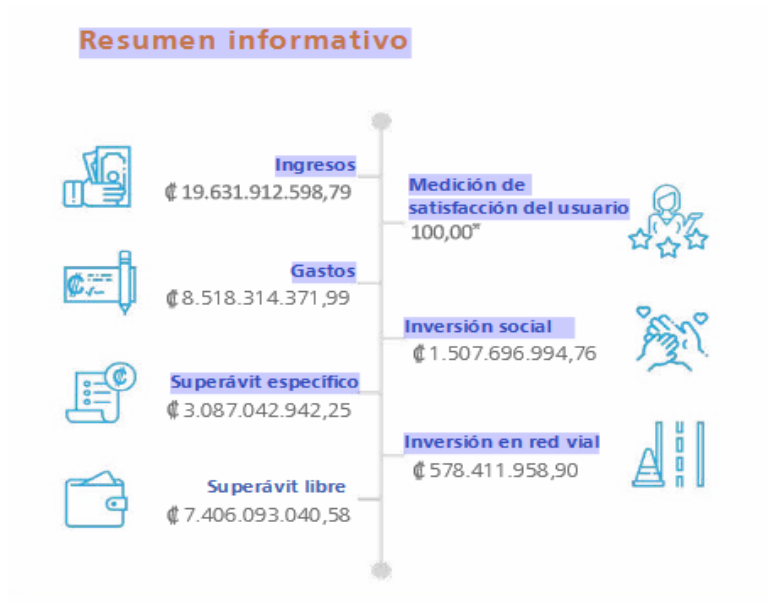 Resumen informativo
Ingresos
₡ 19.631.912.598,79
Gastos
₡ 8.518.314.371,99
Superávit específico
₡ 3.087.042.942,25
Superávit libre
₡ 7.406.093.040,58
Medición de
satisfacción del usuario
100,00*
Inversión social
₡ 1.507.696.994,76
Inversión en red vial
₡ 578.411.958,90